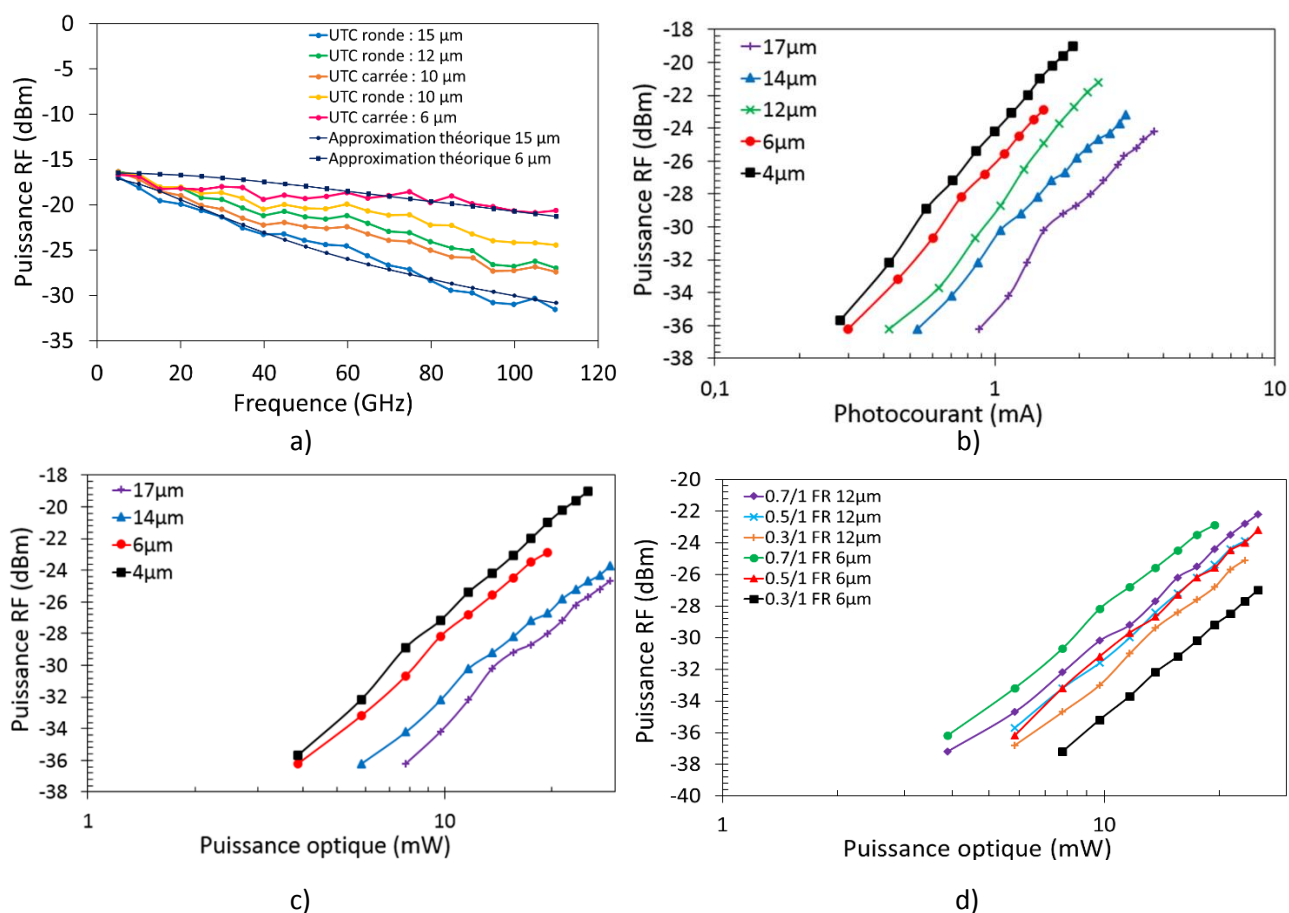 0
-5
-10
-15
-20
-25
-30
-35
Puissance RF (dBm)
UTC ronde : 15 µm
UTC ronde : 12 µm
UTC carrée : 10 µm
UTC ronde : 10 µm
UTC carrée : 6 µm
Approximation théorique 15 µm
Approximation théorique 6 µm
0 20 40 60 80 100 120
Frequence (GHz)
a)
-18
-20
-22
-24
-26
-28
-30
-32
-34
-36
-38
Puissance RF (dBm)
17µm
14µm
12µm
6µm
4µm
0,1 1 10
Photocourant (mA)
b)
-18
-20
-22
-24
-26
-28
-30
-32
-34
-36
-38
Puissance RF (dBm)
17µm
14µm
6µm
4µm
1 10
Puissance optique (mW)
c)
-20
-22
-24
-26
-28
-30
-32
-34
-36
-38
-40
Puissance RF (dBm)
0.7/1 FR 12µm
0.5/1 FR 12µm
0.3/1 FR 12µm
0.7/1 FR 6µm
0.5/1 FR 6µm
0.3/1 FR 6µm
1 10
Puissance optique (mW)
d)